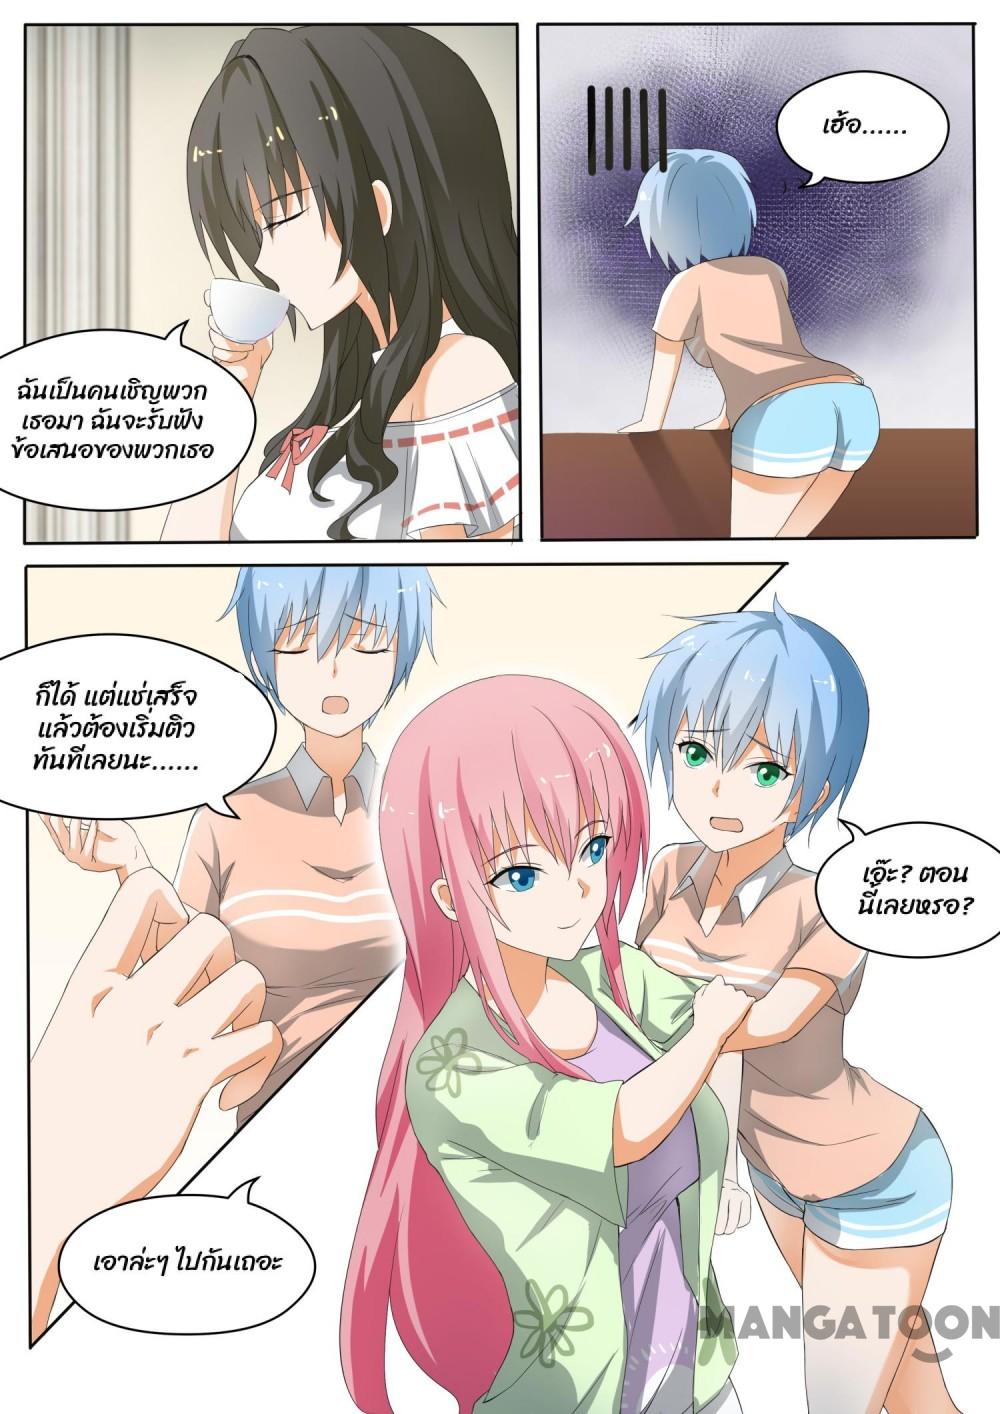 ฉันเป็นคนเชิญพวก
เธอมา ฉันจะรับฟัง
ข้อเสนอของพวกเธอ
เฮ้อ......
ก็ได้ แต่แช่เสร็จ
แล้วต้องเริ่มติว
ทันทีเลยนะ......
เอ๊ะ? ตอน
นี้เลยหรอ?
เอาล่ะๆ ไปกันเถอะ
MANGATOON